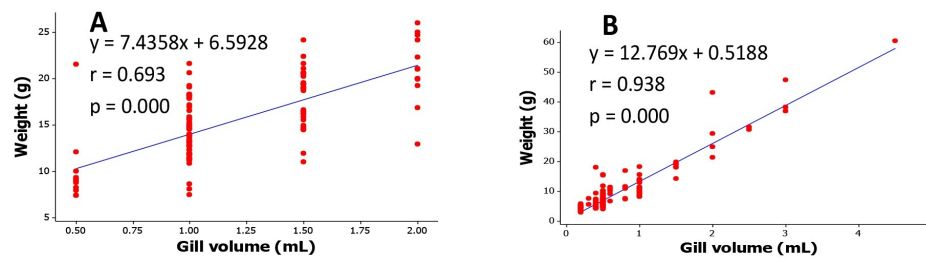 A
y = 7.4358x + 6.5928
r = 0.693
p = 0.000
Weight (g)
25
20
15
10
5
0.50 0.75 1.00 1.25 1.50 1.75 2.00
Gill volume (mL)
B
y = 12.769x + 0.5188
r = 0.938
p = 0.000
Weight (g)
60
50
40
30
20
10
0
0 1 2 3 4
Gill volume (mL)